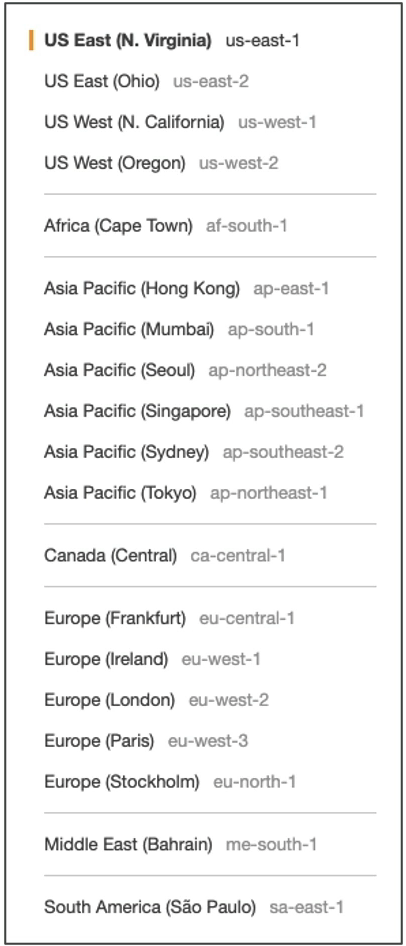 US East (N. Virginia) us-east-1
US East (Ohio) us-east-2
US West (N. California) us-west-1
US West (Oregon) us-west-2
Africa (Cape Town) af-south-1
Asia Pacific (Hong Kong) ap-east-1
Asia Pacific (Mumbai) ap-south-1
Asia Pacific (Seoul) ap-northeast-2
Asia Pacific (Singapore) ap-southeast-1
Asia Pacific (Sydney) ap-southeast-2
Asia Pacific (Tokyo) ap-northeast-1
Canada (Central) ca-central-1
Europe (Frankfurt) eu-central-1
Europe (Ireland) eu-west-1
Europe (London) eu-west-2
Europe (Paris) eu-west-3
Europe (Stockholm) eu-north-1
Middle East (Bahrain) me-south-1
South America (São Paulo) sa-east-1